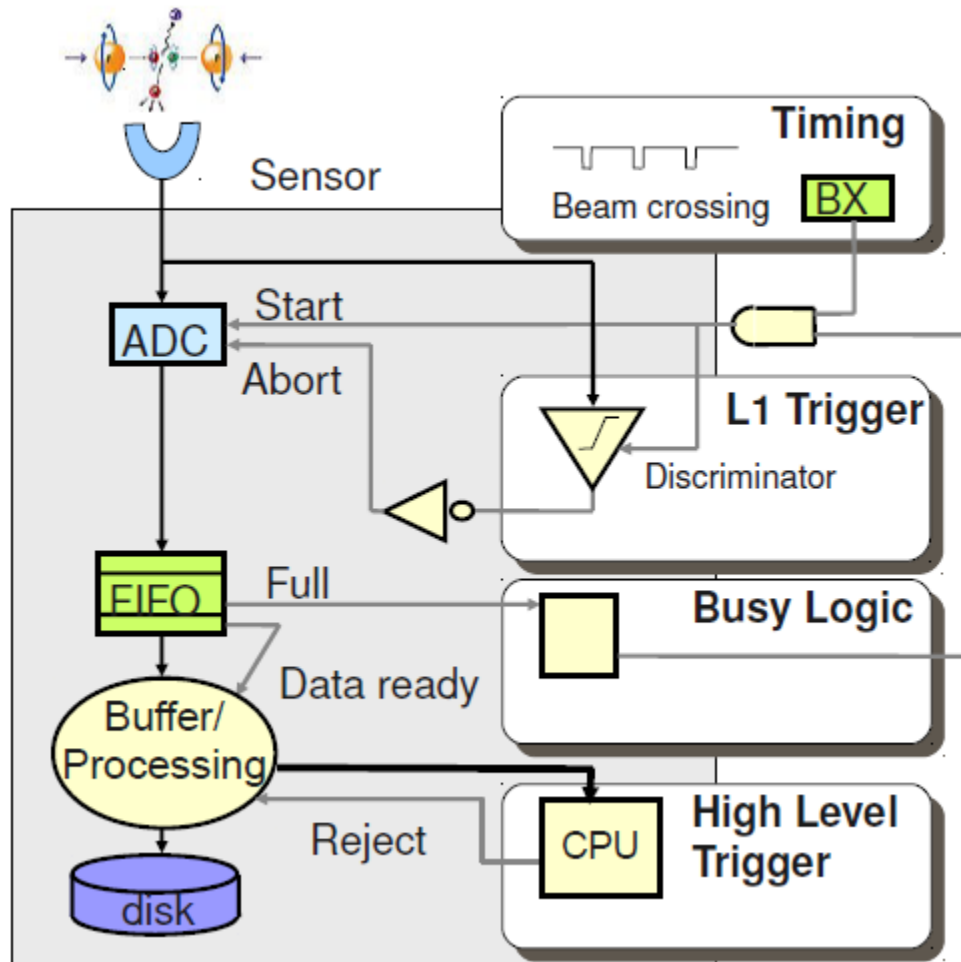 Timing
Sensor
Beam crossing
BX
Start
ADC
Abort
L1 Trigger
Discriminator
FIFO
Full
Busy Logic
Data ready
Buffer/
Processing
High Level
Trigger
Reject
CPU
disk